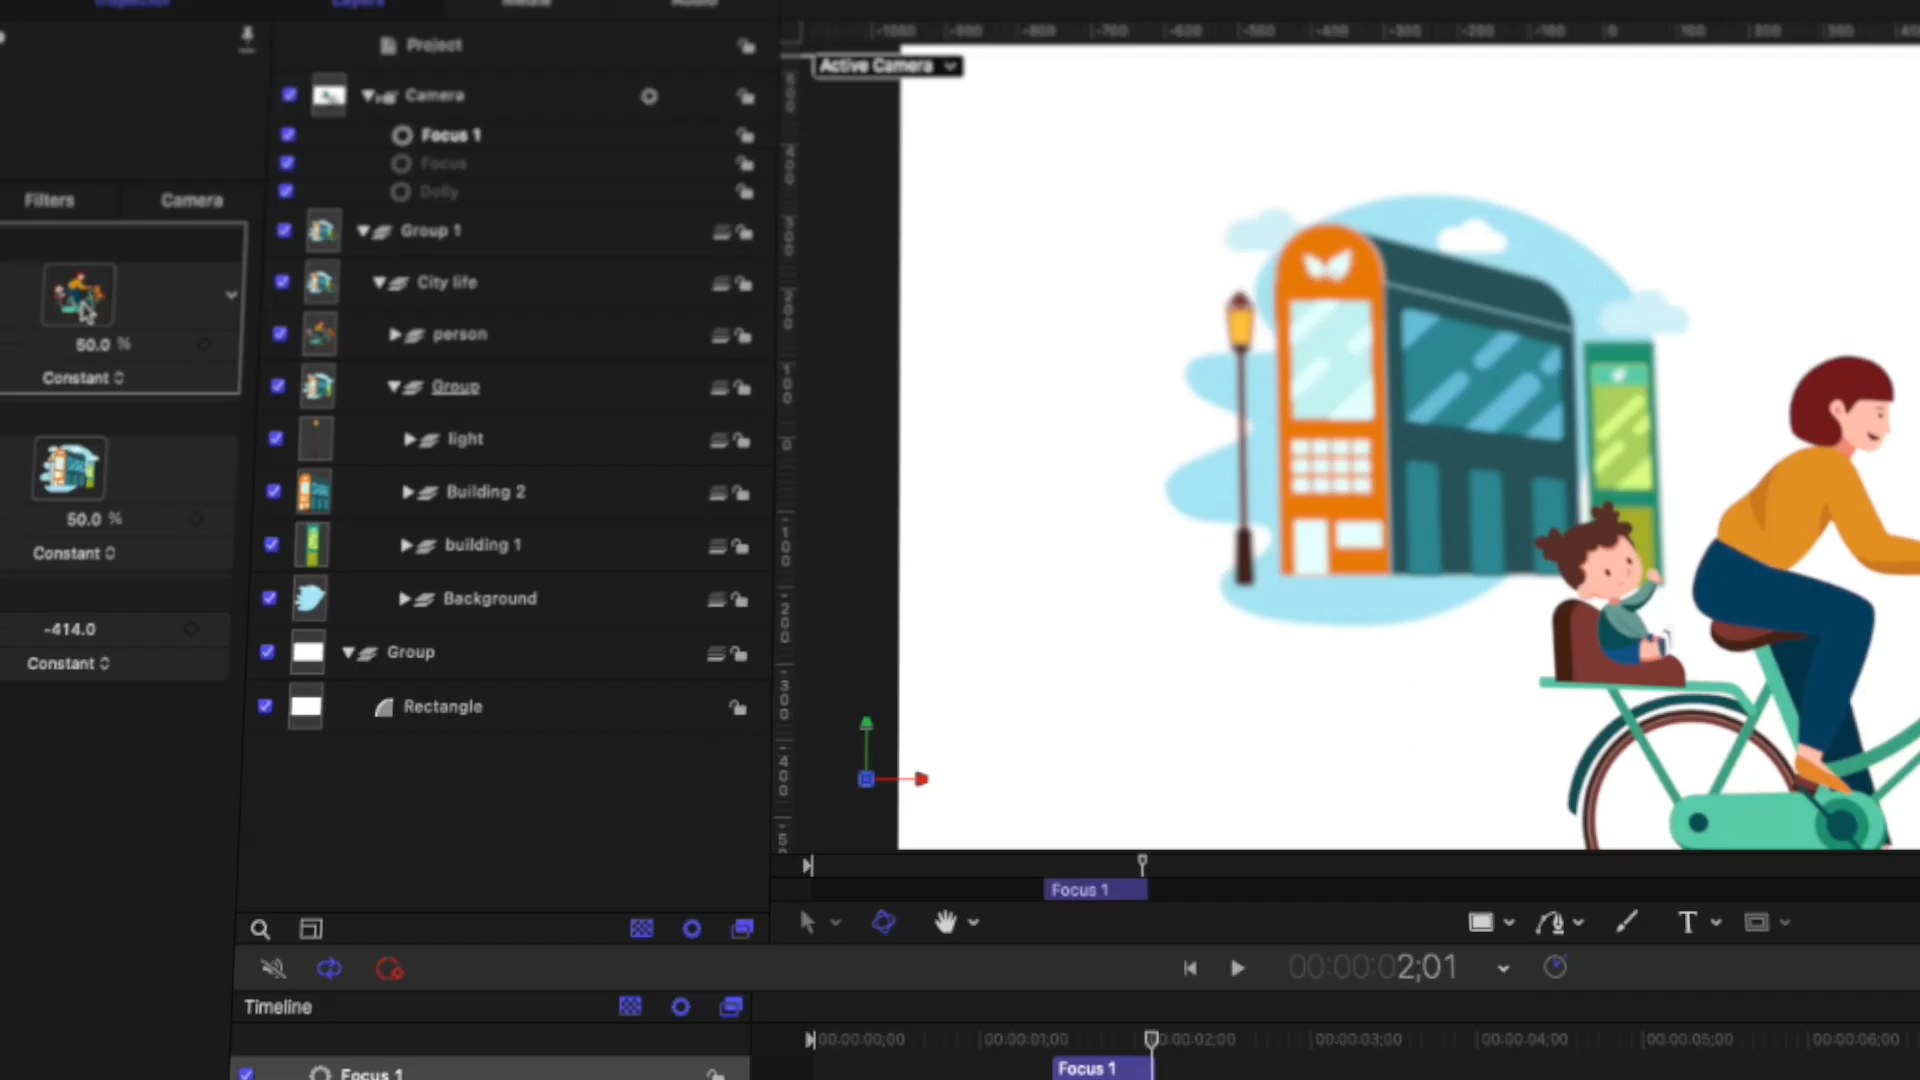 Inspector
Layers
Media
Audio
Project
Active Camera
Camera
Focus 1
Focus
Dolly
Filters
Camera
Group 1
City life
person
50.0 %
Constant
Group
light
Building 2
50.0 %
Constant
building 1
Background
-414.0
Constant
Group
Rectangle
Focus 1
T
00:00:02;01
Timeline
00:00:00;00
00:00:01;00
00:00:02;00
00:00:03;00
00:00:04;00
00:00:05;00
00:00:06;00
Focus 1
Focus 1